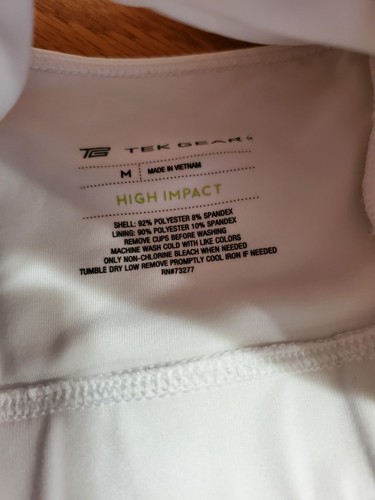 TG TEK GEAR
M MADE IN VIETNAM
HIGH IMPACT
SHELL: 92% POLYESTER 8% SPANDEX
LINING: 90% POLYESTER 10% SPANDEX
REMOVE CUPS BEFORE WASHING
MACHINE WASH COLD WITH LIKE COLORS
ONLY NON-CHLORINE BLEACH WHEN NEEDED
TUMBLE DRY LOW REMOVE PROMPTLY COOL IRON IF NEEDED
RN#73277